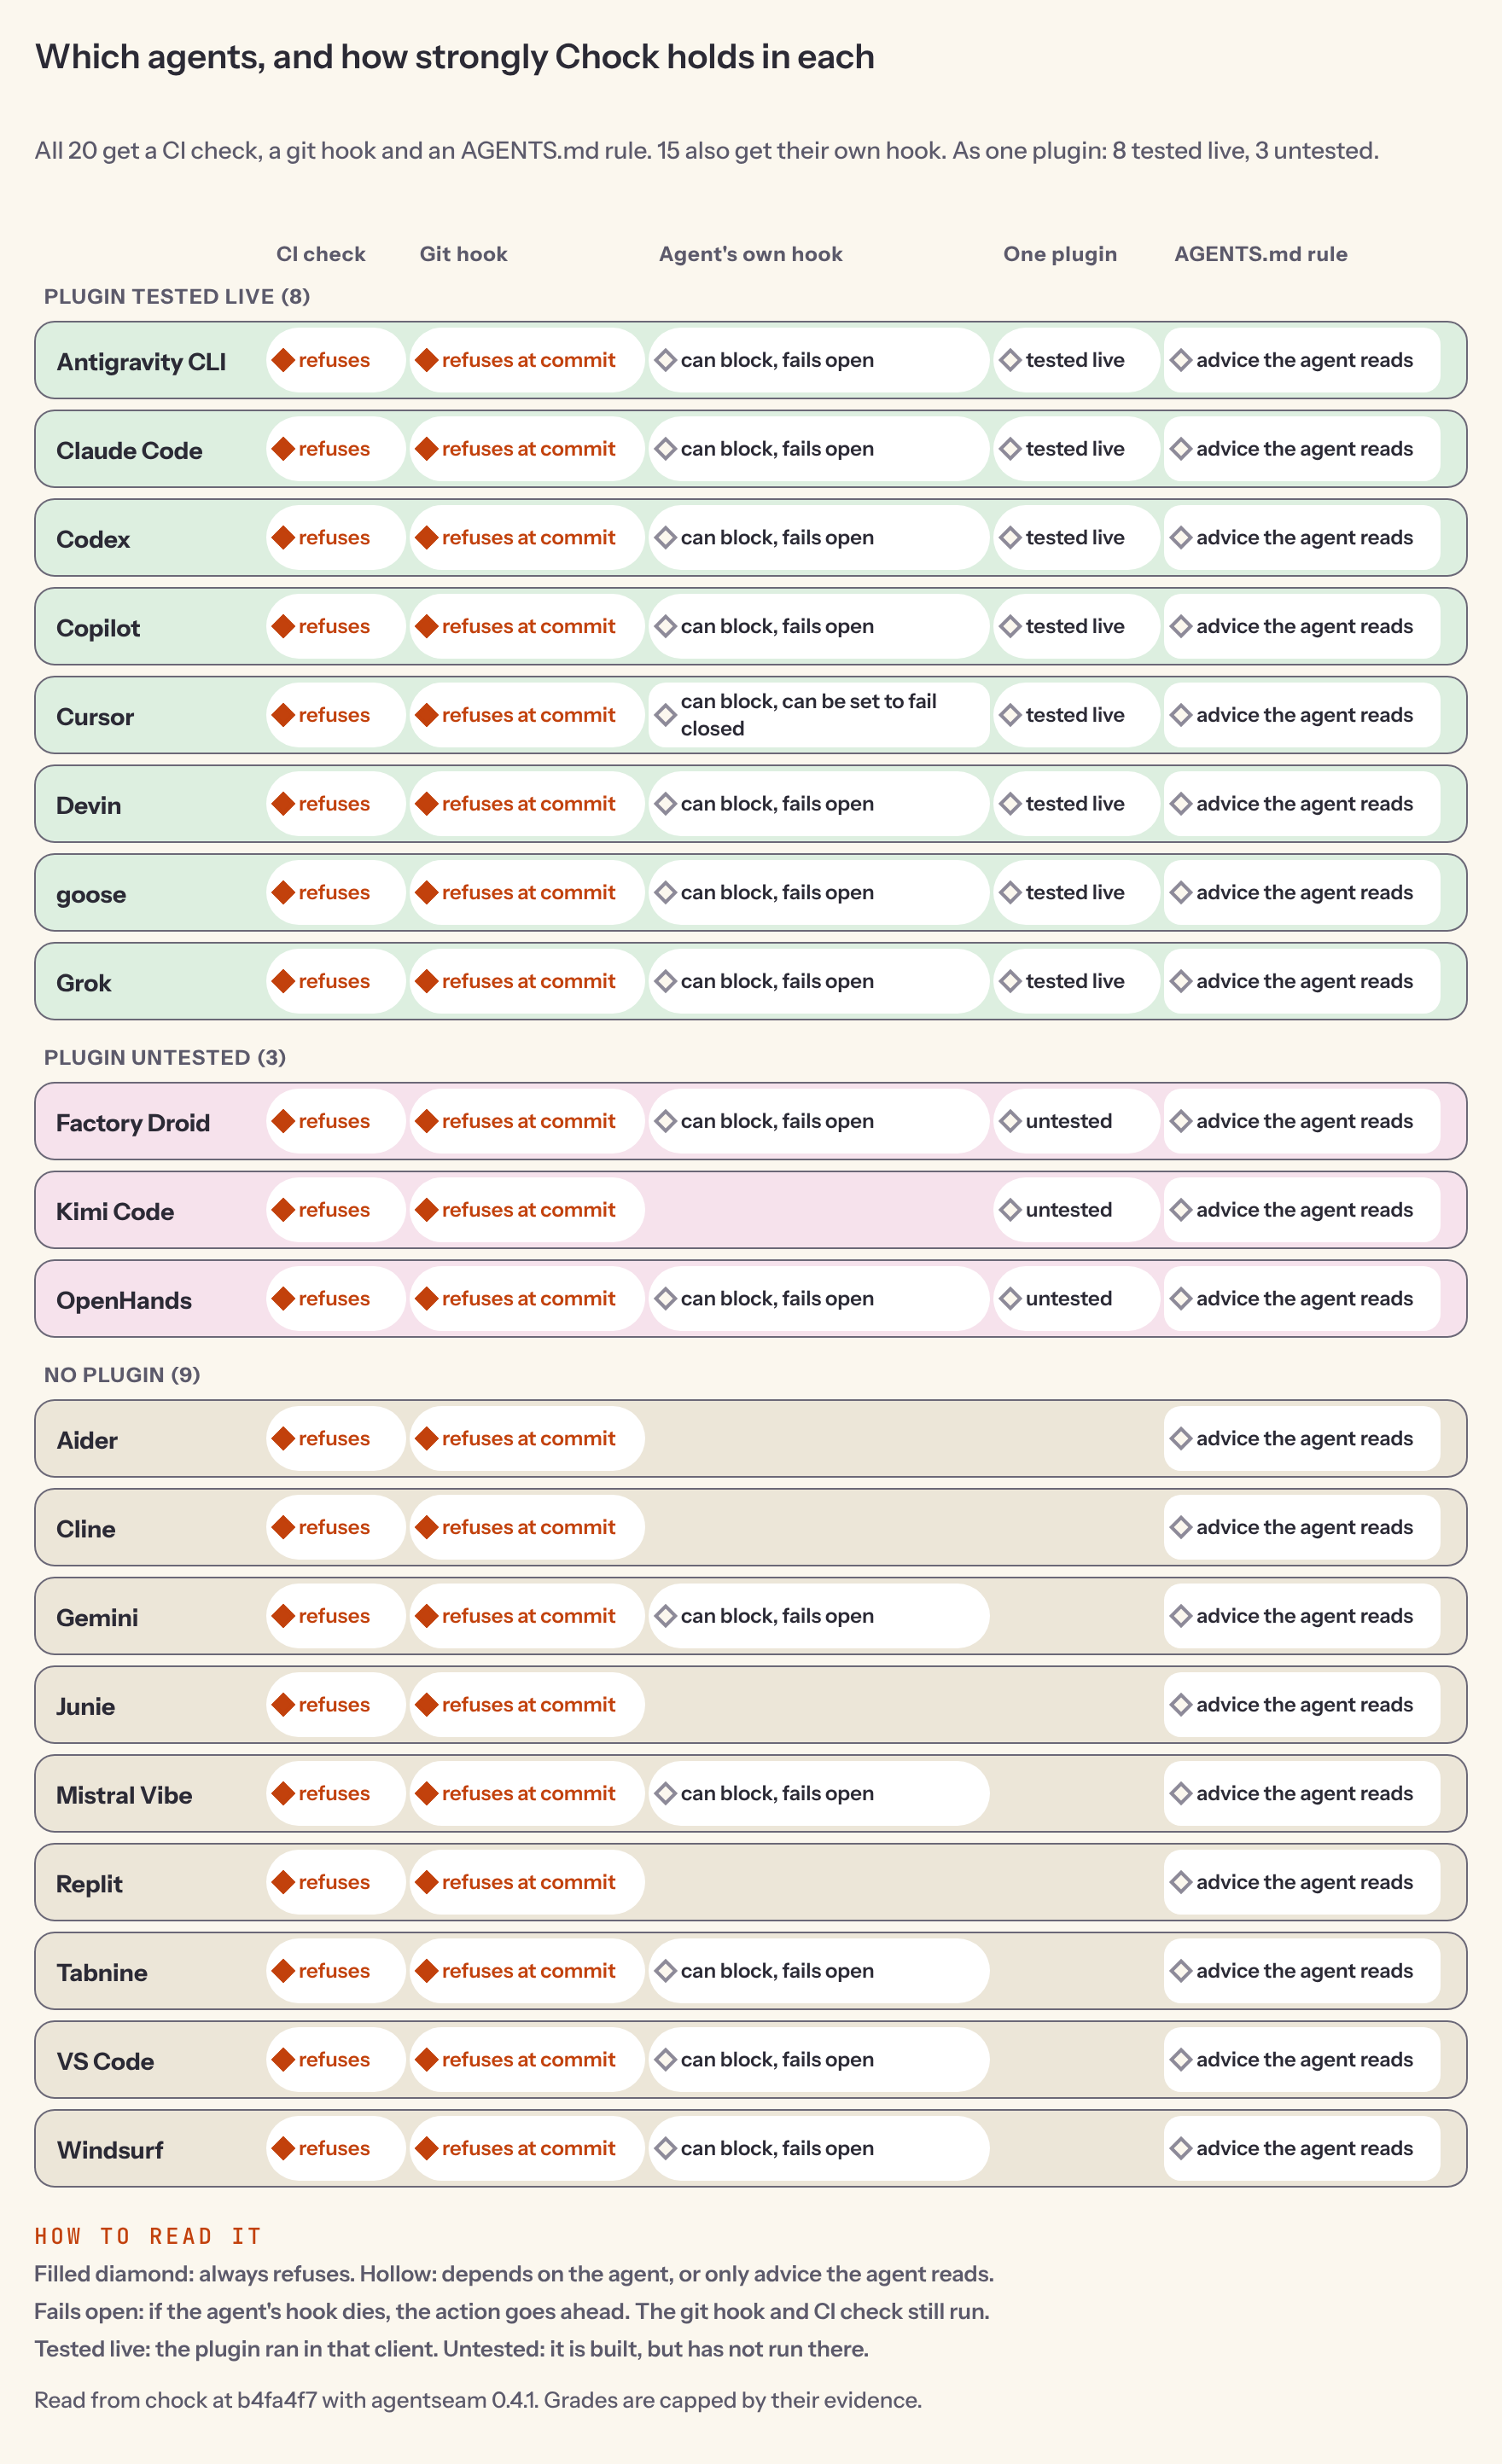 Which agents, and how strongly Chock holds in each
All 20 get a CI check, a git hook and an AGENTS.md rule. 15 also get their own hook. As one plugin: 8 tested live, 3 untested.
CI check Git hook Agent's own hook One plugin AGENTS.md rule
PLUGIN TESTED LIVE (8)
Antigravity CLI refuses refuses at commit can block, fails open tested live advice the agent reads
Claude Code refuses refuses at commit can block, fails open tested live advice the agent reads
Codex refuses refuses at commit can block, fails open tested live advice the agent reads
Copilot refuses refuses at commit can block, fails open tested live advice the agent reads
Cursor refuses refuses at commit can block, can be set to fail closed tested live advice the agent reads
Devin refuses refuses at commit can block, fails open tested live advice the agent reads
goose refuses refuses at commit can block, fails open tested live advice the agent reads
Grok refuses refuses at commit can block, fails open tested live advice the agent reads
PLUGIN UNTESTED (3)
Factory Droid refuses refuses at commit can block, fails open untested advice the agent reads
Kimi Code refuses refuses at commit untested advice the agent reads
OpenHands refuses refuses at commit can block, fails open untested advice the agent reads
NO PLUGIN (9)
Aider refuses refuses at commit advice the agent reads
Cline refuses refuses at commit advice the agent reads
Gemini refuses refuses at commit can block, fails open advice the agent reads
Junie refuses refuses at commit advice the agent reads
Mistral Vibe refuses refuses at commit can block, fails open advice the agent reads
Replit refuses refuses at commit advice the agent reads
Tabnine refuses refuses at commit can block, fails open advice the agent reads
VS Code refuses refuses at commit can block, fails open advice the agent reads
Windsurf refuses refuses at commit can block, fails open advice the agent reads
HOW TO READ IT
Filled diamond: always refuses. Hollow: depends on the agent, or only advice the agent reads.
Fails open: if the agent's hook dies, the action goes ahead. The git hook and CI check still run.
Tested live: the plugin ran in that client. Untested: it is built, but has not run there.
Read from chock at b4fa4f7 with agentseam 0.4.1. Grades are capped by their evidence.